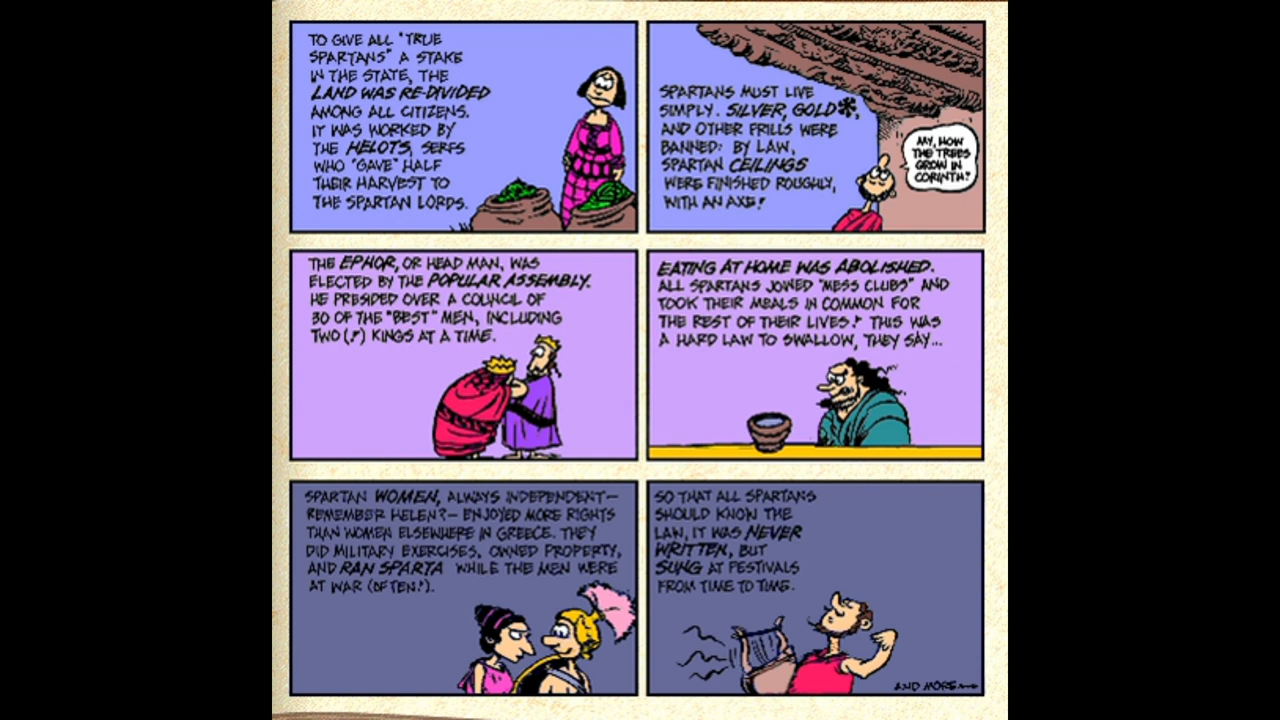 TO GIVE ALL "TRUE
SPARTANS" A STAKE
IN THE STATE, THE
LAND WAS RE-DIVIDED
AMONG ALL CITIZENS.
IT WAS WORKED BY
THE HELOTS, SERFS
WHO "GAVE" HALF
THEIR HARVEST TO
THE SPARTAN LORDS.
SPARTANS MUST LIVE
SIMPLY. SILVER, GOLD*,
AND OTHER FRILLS WERE
BANNED: BY LAW,
SPARTAN CEILINGS
WERE FINISHED ROUGHLY,
WITH AN AXE!
MY, HOW
THE TREES
GROW IN
CORINTH!
THE EPHOR, OR HEAD MAN, WAS
ELECTED BY THE POPULAR ASSEMBLY.
HE PRESIDED OVER A COUNCIL OF
30 OF THE "BEST" MEN, INCLUDING
TWO (!) KINGS AT A TIME.
EATING AT HOME WAS ABOLISHED.
ALL SPARTANS JOINED "MESS CLUBS" AND
TOOK THEIR MEALS IN COMMON FOR
THE REST OF THEIR LIVES! THIS WAS
A HARD LAW TO SWALLOW, THEY SAY...
SPARTAN WOMEN, ALWAYS INDEPENDENT—
REMEMBER HELEN?— ENJOYED MORE RIGHTS
THAN WOMEN ELSEWHERE IN GREECE. THEY
DID MILITARY EXERCISES, OWNED PROPERTY,
AND RAN SPARTA WHILE THE MEN WERE
AT WAR (OFTEN!).
SO THAT ALL SPARTANS
SHOULD KNOW THE
LAW, IT WAS NEVER
WRITTEN, BUT
SUNG AT FESTIVALS
FROM TIME TO TIME.
AND MORE